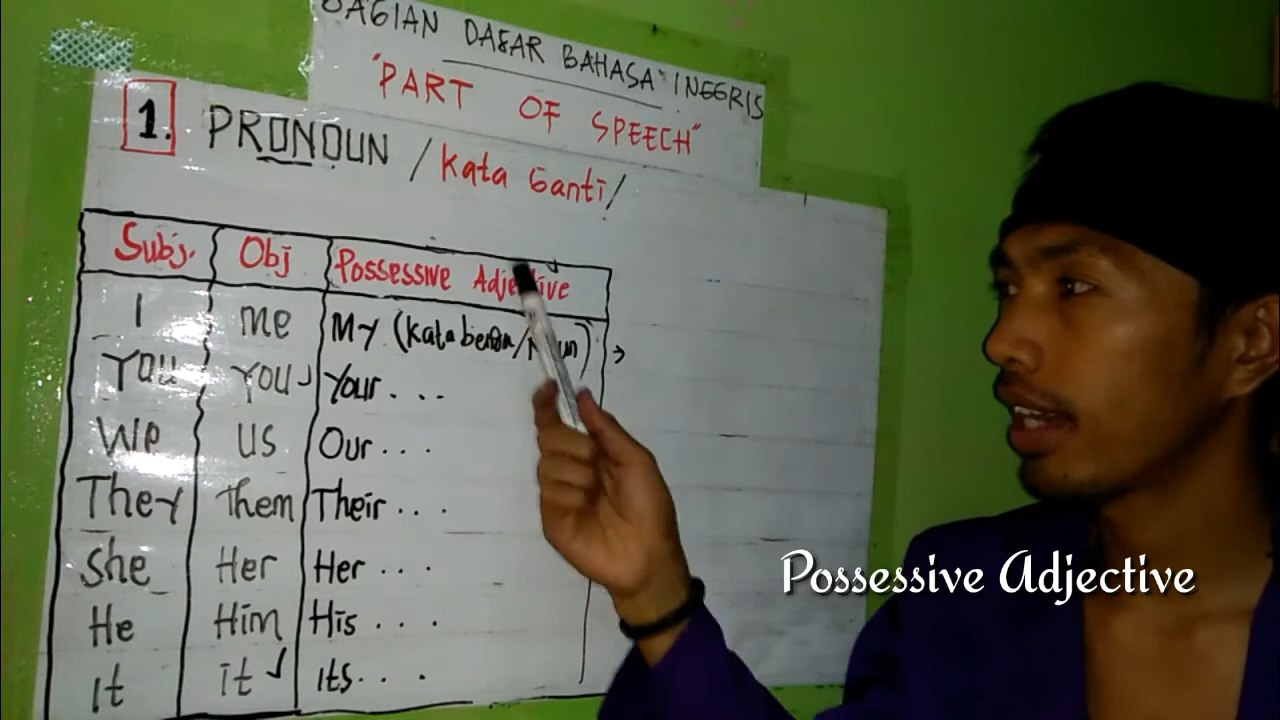 BAGIAN DASAR BAHASA INGGRIS
"PART OF SPEECH"
1. PRONOUN / Kata Ganti /
Subj. Obj Possessive Adjective
I me My (Kata benda/Noun) →
You You Your . . .
We us Our . . .
They Them Their . . .
She Her Her . . .
He Him His . . .
It it its . . .
Possessive Adjective